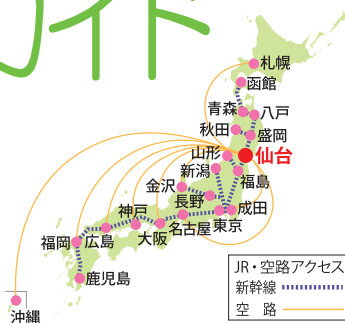 ガイド
札幌
函館
青森
八戸
秋田
盛岡
山形
仙台
新潟
福島
金沢
長野
成田
神戸
東京
名古屋
福岡
広島
大阪
鹿児島
沖縄
JR・空路アクセス
新幹線
空 路